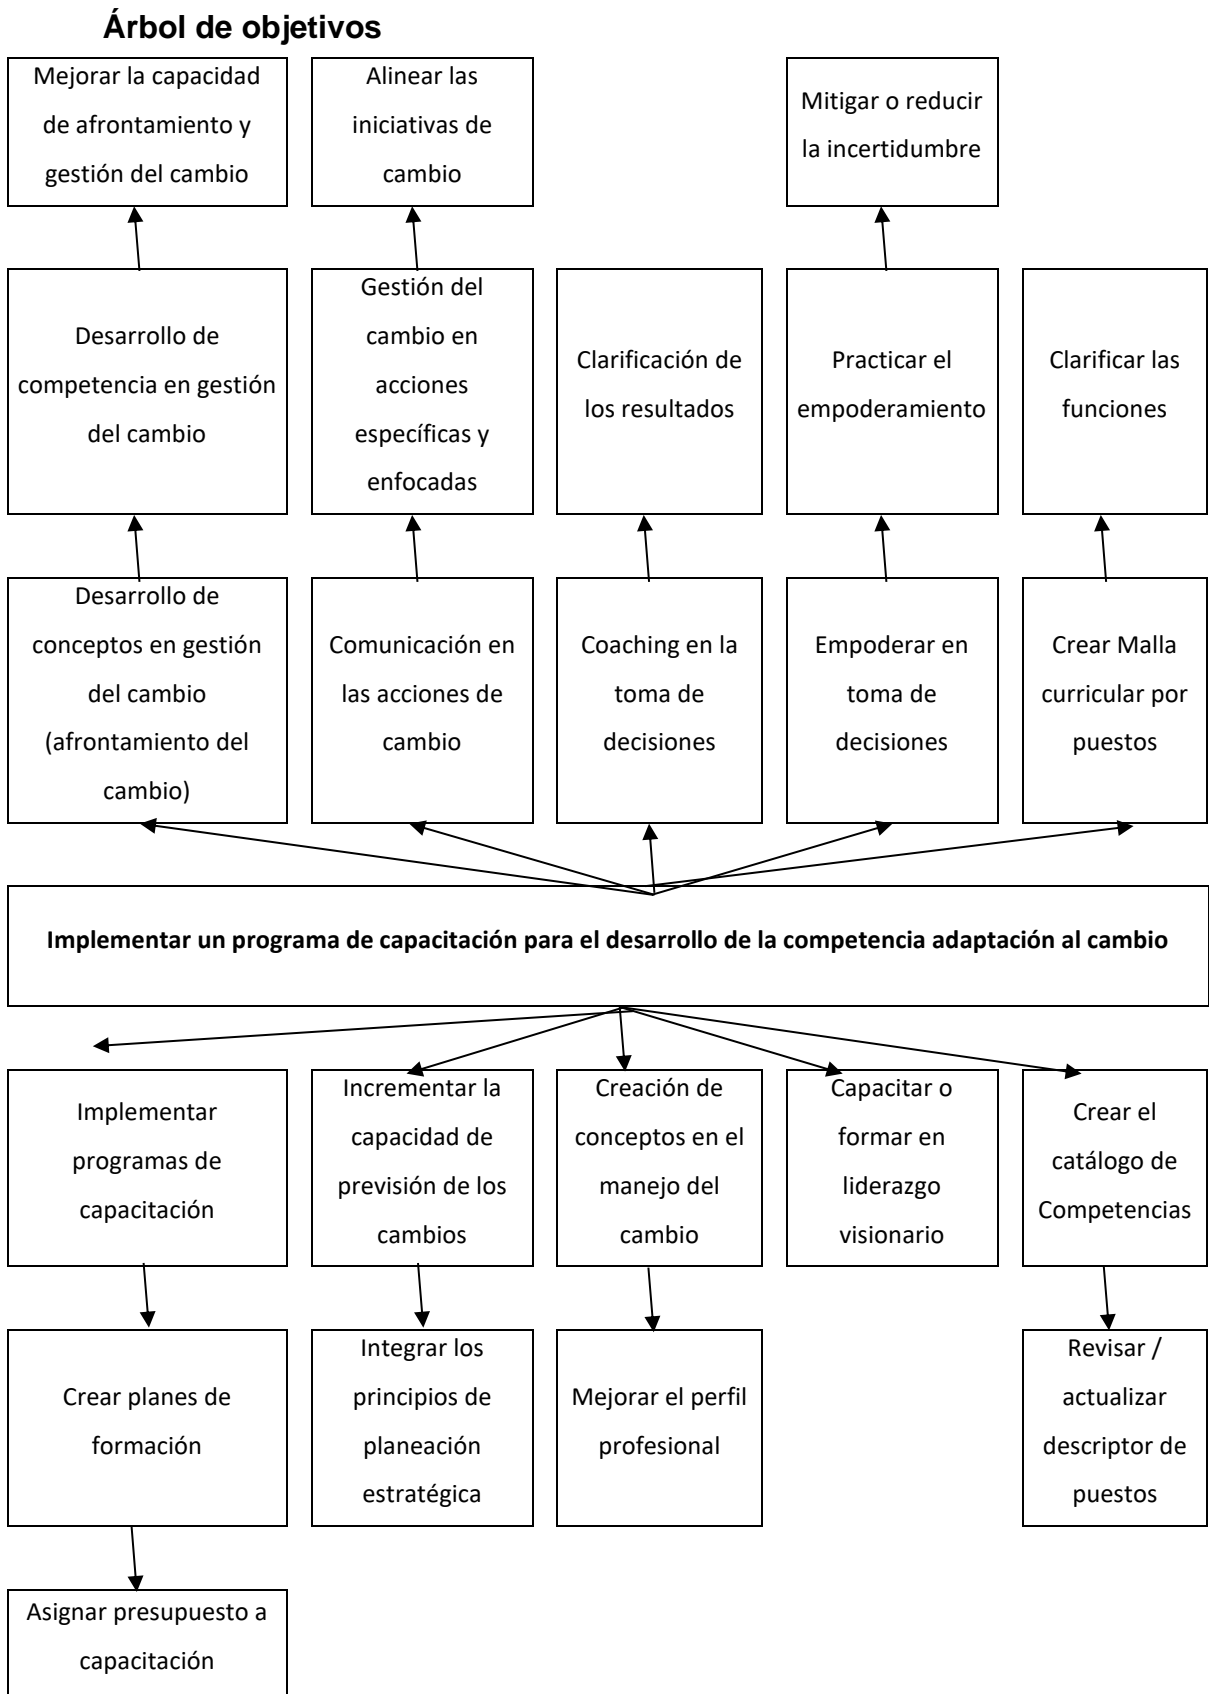 Árbol de objetivos
Mejorar la capacidad
de afrontamiento y
gestión del cambio
Alinear las
iniciativas de
cambio
Mitigar o reducir
la incertidumbre
Desarrollo de
competencia en gestión
del cambio
Gestión del
cambio en
acciones
específicas y
enfocadas
Clarificación de
los resultados
Practicar el
empoderamiento
Clarificar las
funciones
Desarrollo de
conceptos en gestión
del cambio
(afrontamiento del
cambio)
Comunicación en
las acciones de
cambio
Coaching en la
toma de
decisiones
Empoderar en
toma de
decisiones
Crear Malla
curricular por
puestos
Implementar un programa de capacitación para el desarrollo de la competencia adaptación al cambio
Implementar
programas de
capacitación
Incrementar la
capacidad de
previsión de los
cambios
Creación de
conceptos en el
manejo del
cambio
Capacitar o
formar en
liderazgo
visionario
Crear el
catálogo de
Competencias
Crear planes de
formación
Integrar los
principios de
planeación
estratégica
Mejorar el perfil
profesional
Revisar /
actualizar
descriptor de
puestos
Asignar presupuesto a
capacitación